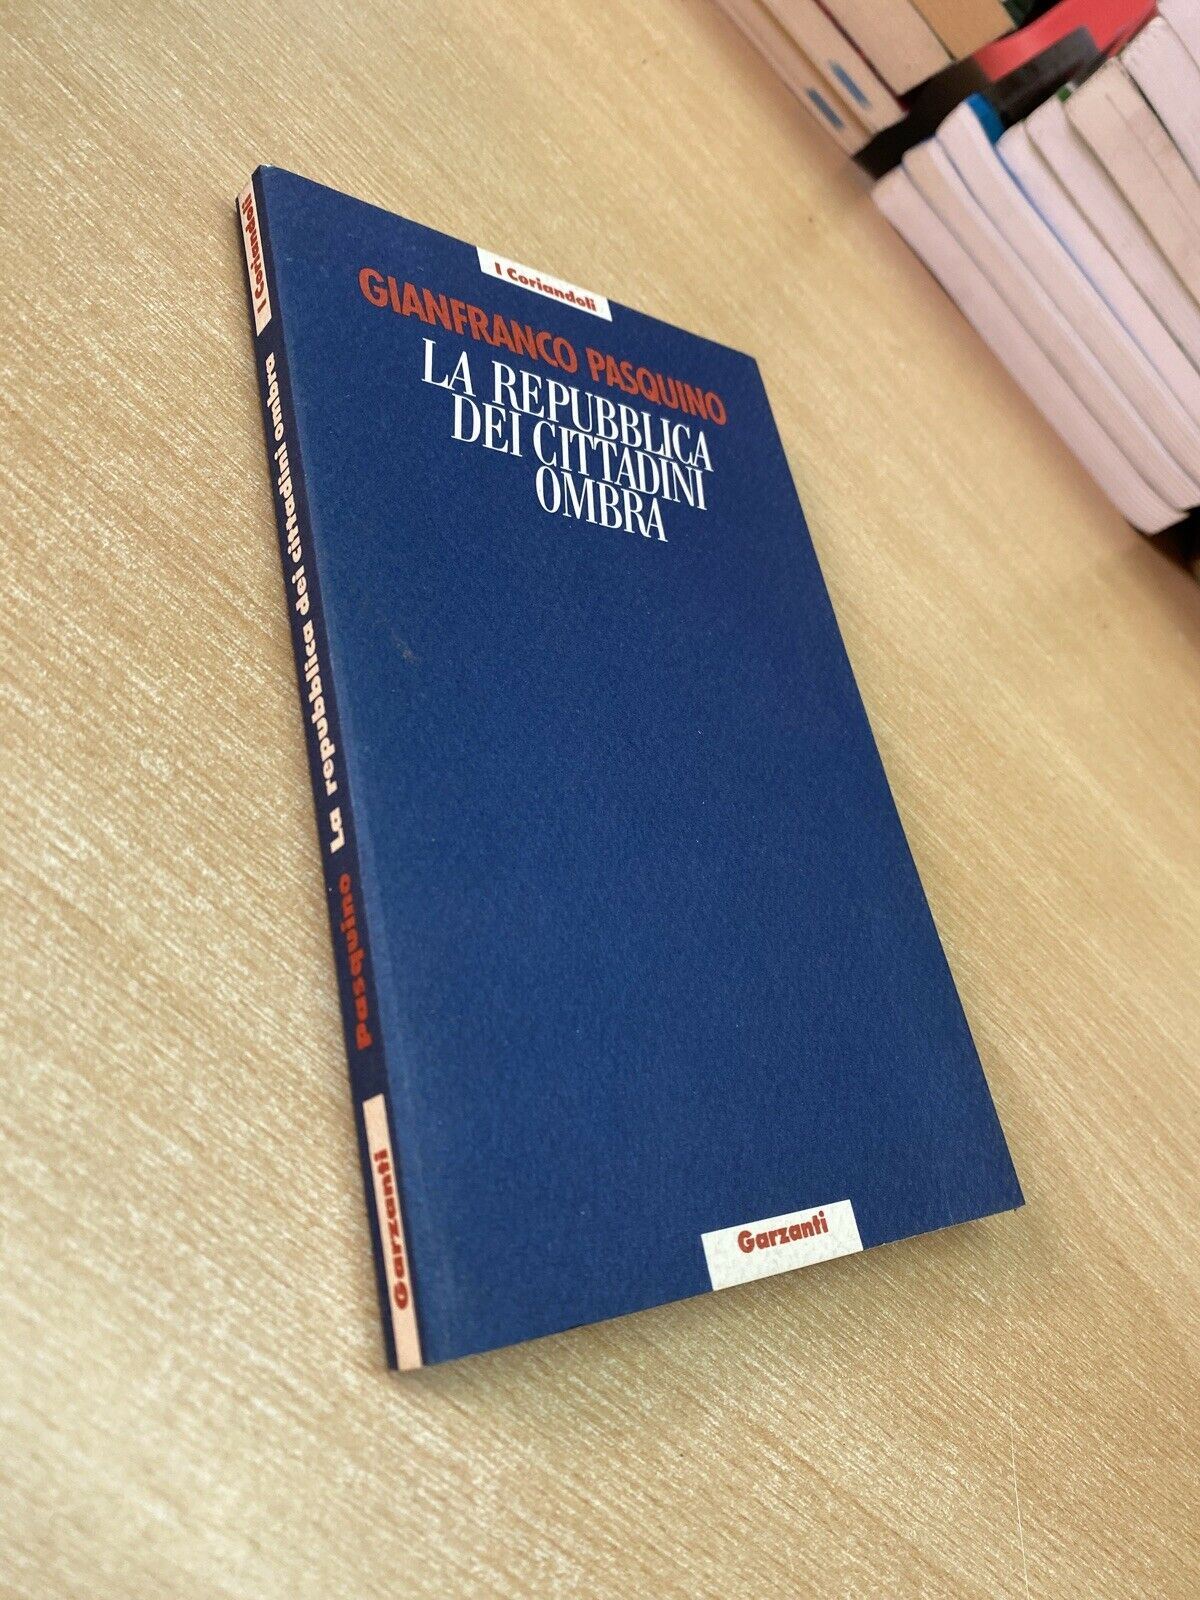 I Coriandoli
GIANFRANCO PASQUINO
LA REPUBBLICA
DEI CITTADINI
OMBRA
Garzanti
Pasquino La repubblica dei cittadini ombra I Coriandoli
Garzanti